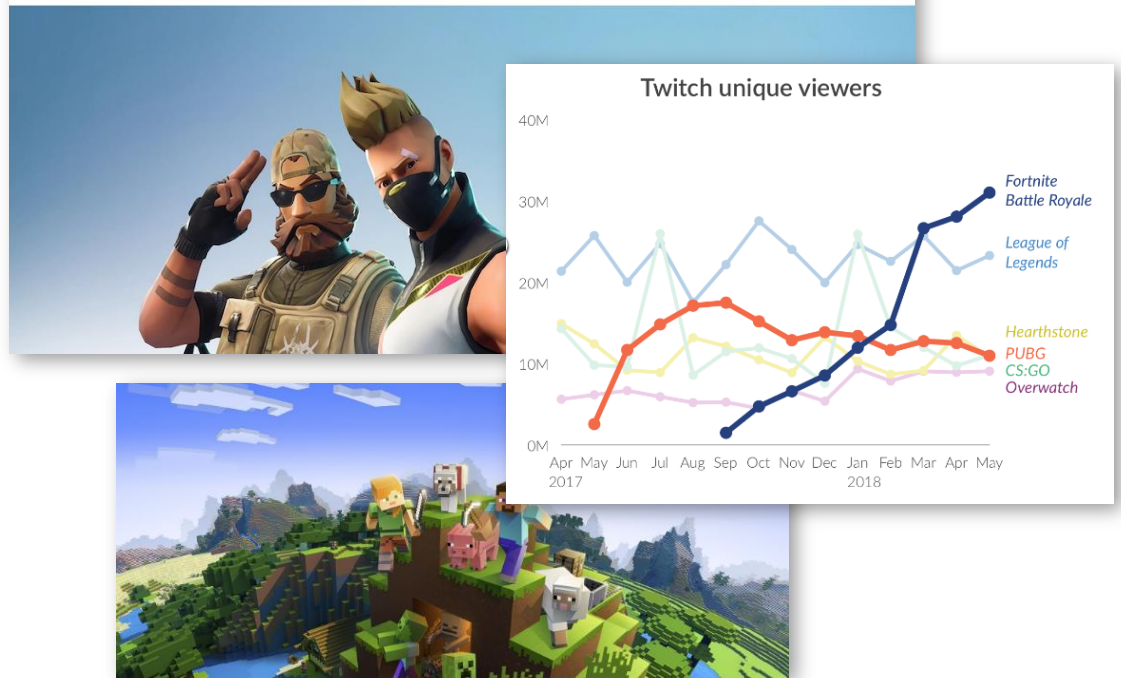 Twitch unique viewers
40M
30M
20M
10M
0M
Fortnite
Battle Royale
League of
Legends
Hearthstone
PUBG
CS:GO
Overwatch
Apr May Jun Jul Aug Sep Oct Nov Dec Jan Feb Mar Apr May
2017 2018